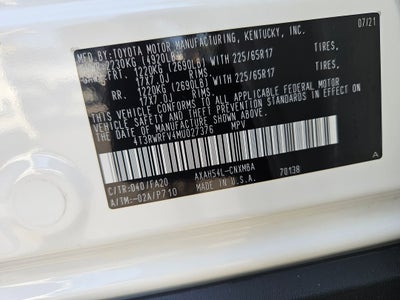 MFD.BY:TOYOTA MOTOR MANUFACTURING, KENTUCKY, INC. 07/21
2230KG (4920LB)
FRT. 1220KG (2690LB) WITH 225/65R17 TIRES,
17X7.0J RIMS
RR. 1220KG (2690LB) WITH 225/65R17 TIRES,
17X7.0J RIMS
THIS VEHICLE CONFORMS TO ALL APPLICABLE FEDERAL MOTOR
VEHICLE SAFETY AND THEFT PREVENTION STANDARDS IN EFFECT ON
THE DATE OF MANUFACTURE SHOWN ABOVE.
MPV
C/TR:040/FA20 AXAH54L-CNXMBA 70138
A/TM:-02A/P710 MADE IN U.S.A. A